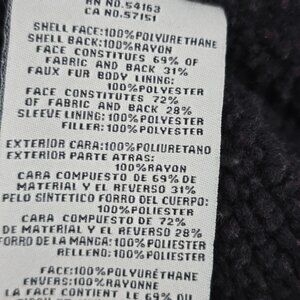 RN NO.54163
CA NO.57151
SHELL FACE:100%POLYURETHANE
SHELL BACK:100%RAYON
FACE CONSTITUES 69% OF
FABRIC AND BACK 31%
FAUX FUR BODY LINING:
100%POLYESTER
FACE CONSTITUES 72%
OF FABRIC AND BACK 28%
SLEEVE LINING:100%POLYESTER
FILLER:100%POLYESTER
EXTERIOR CARA:100%POLIURETANO
EXTERIOR PARTE ATRAS:
100%RAYON
CARA COMPUESTO DE 69% DE
MATERIAL Y EL REVERSO 31%
PELO SINTETICO FORRO DEL CUERPO:
100%POLIESTER
CARA COMPUESTO DE 72%
DE MATERIAL Y EL REVERSO 28%
FORRO DE LA MANGA:100%POLIESTER
RELLENO:100%POLIESTER
FACE:100%POLYURÉTHANE
ENVERS:100%RAYONNE
LA FACE CONTIENT LE 69% DU